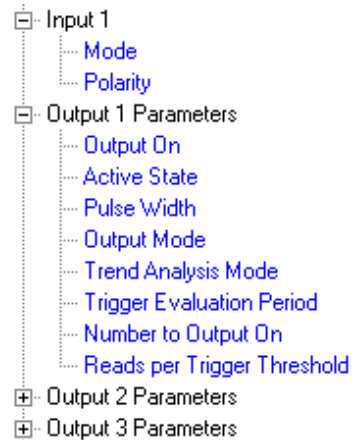 Input 1
Mode
Polarity
Output 1 Parameters
Output On
Active State
Pulse Width
Output Mode
Trend Analysis Mode
Trigger Evaluation Period
Number to Output On
Reads per Trigger Threshold
Output 2 Parameters
Output 3 Parameters